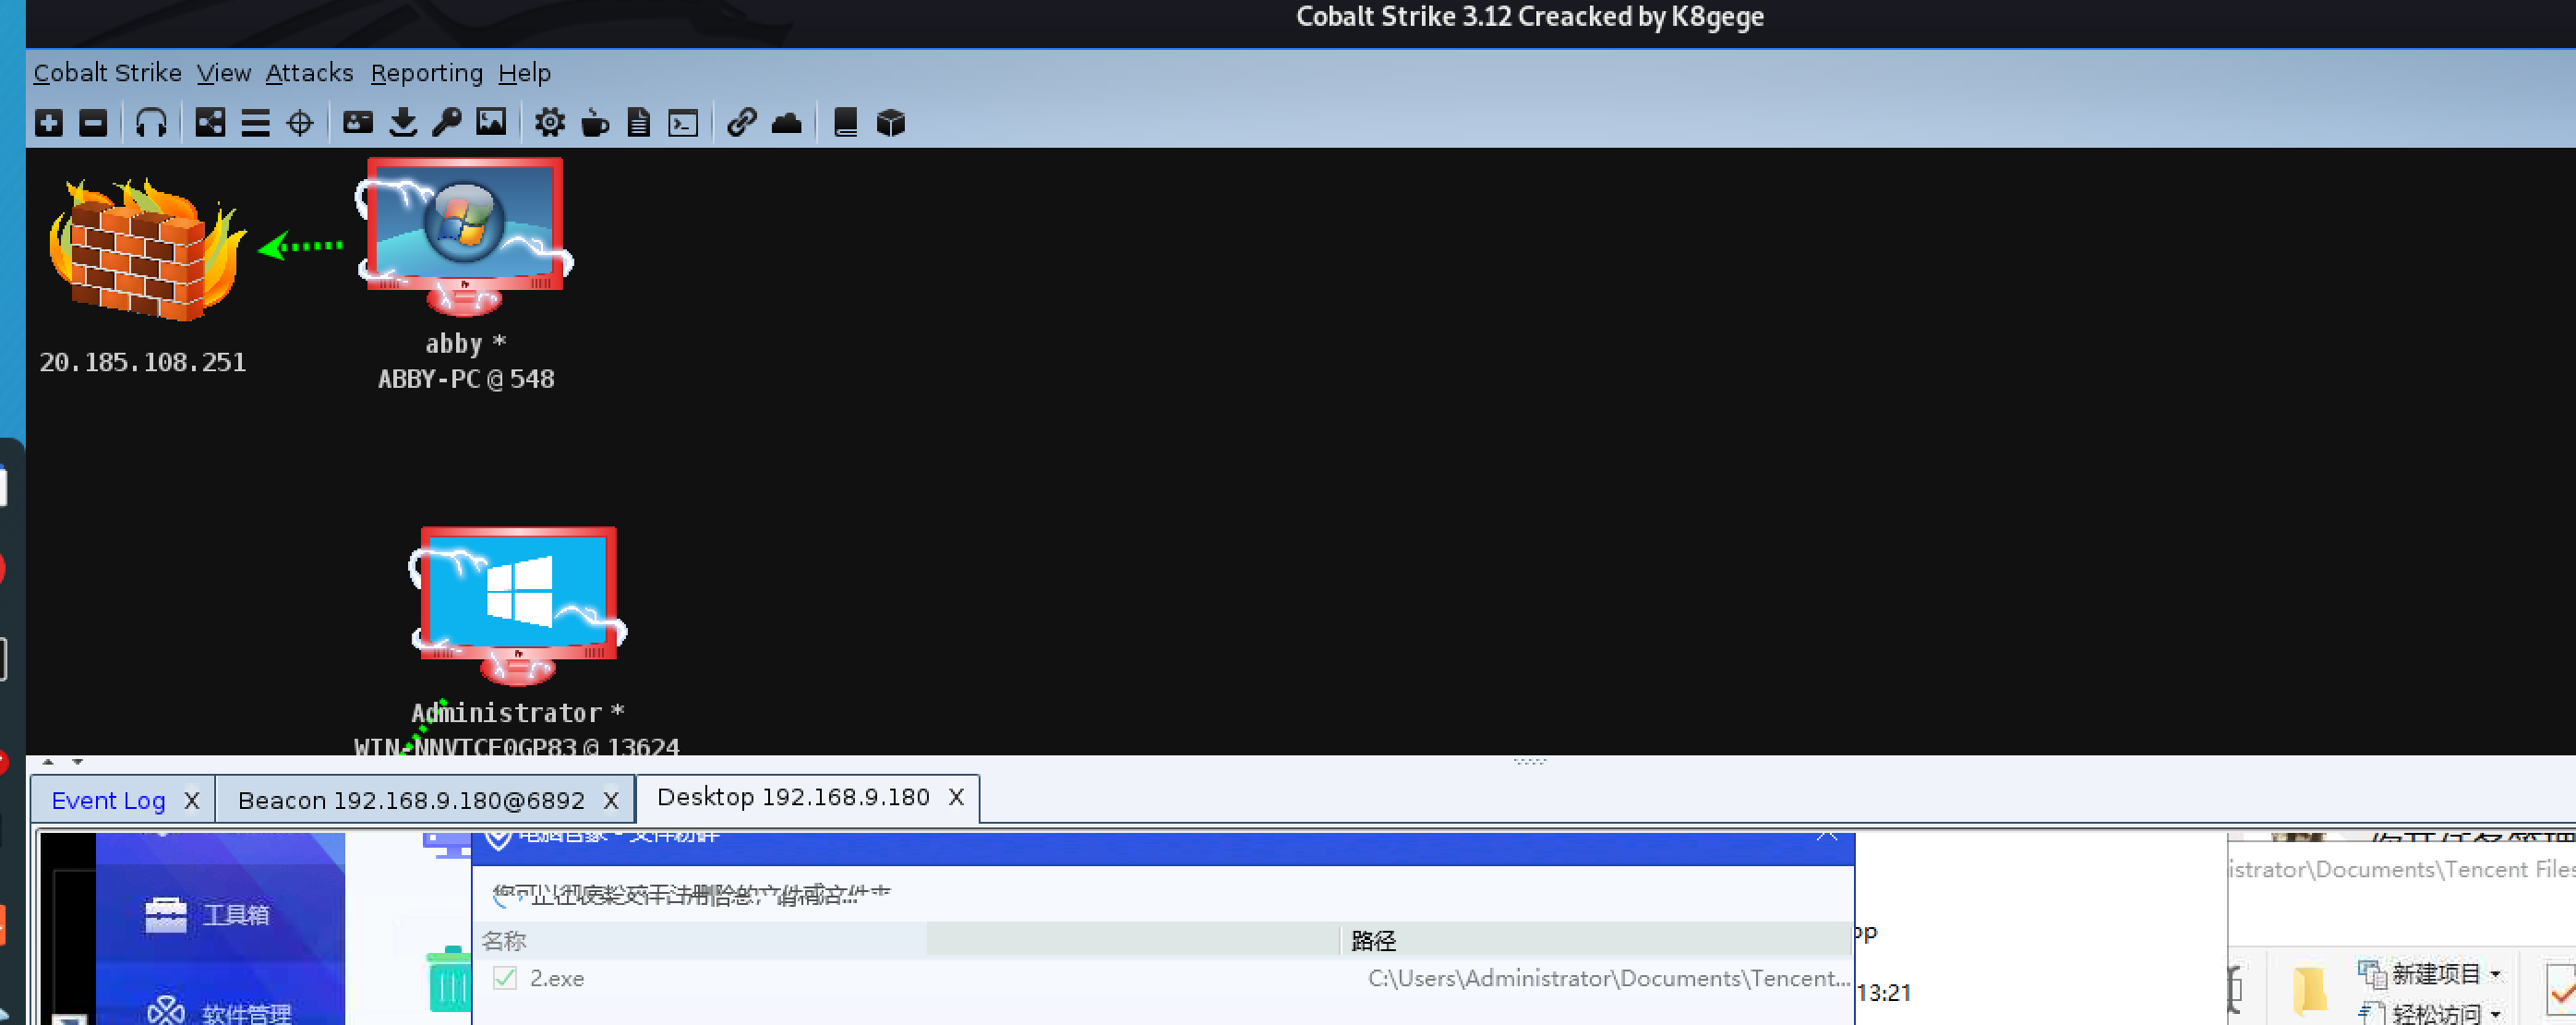 Cobalt Strike 3.12 Creacked by K8gege
Cobalt Strike View Attacks Reporting Help
20.185.108.251
abby *
ABBY-PC @ 548
Administrator *
WIN-NNVTCE0GP83 @ 13624
Event Log X
Beacon 192.168.9.180@6892 X
Desktop 192.168.9.180 X
工具箱
软件管理
名称
路径
2.exe
C:\Users\Administrator\Documents\Tencent...
op
13:21
istrator\Documents\Tencent Files
新建项目
轻松访问